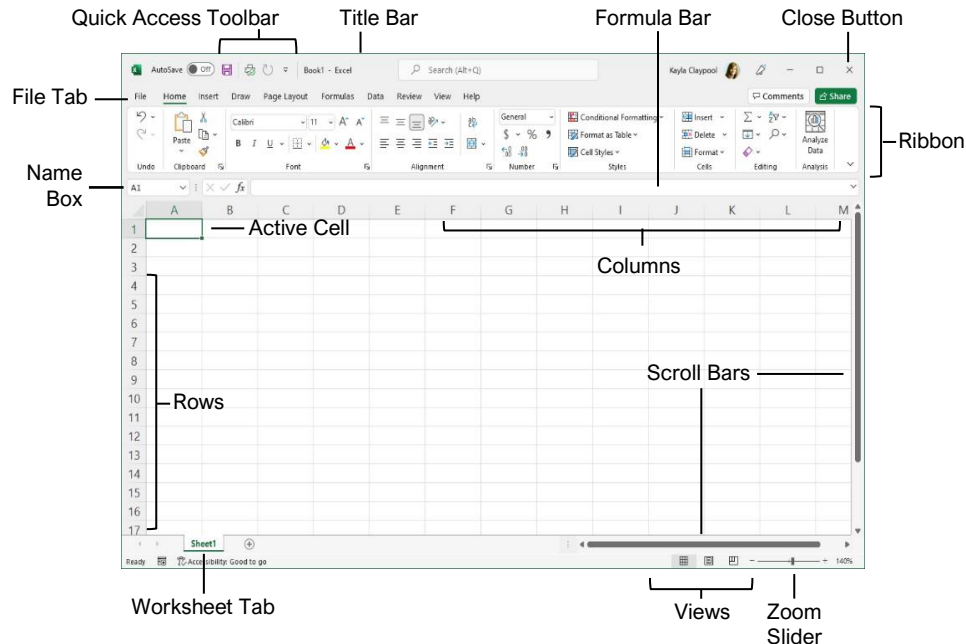 Quick Access Toolbar Title Bar Formula Bar Close Button
AutoSave Off Book1 - Excel Search (Alt+Q) Kayla Claypool
File Tab
File Home Insert Draw Page Layout Formulas Data Review View Help Comments Share
Calibri 11 A^ A˅ General Conditional Formatting Insert Σ
Paste B I U A $ % 9 Format as Table Delete Analyze
Cell Styles Format Data
Undo Clipboard Font Alignment Number Styles Cells Editing Analysis
Ribbon
Name
Box
A1 fx
A B C D E F G H I J K L M
1 Active Cell
2
3 Columns
4
5
6
7
8
9 Scroll Bars
10 Rows
11
12
13
14
15
16
17
Sheet1
Ready Accessibility: Good to go 140%
Worksheet Tab Views Zoom
Slider